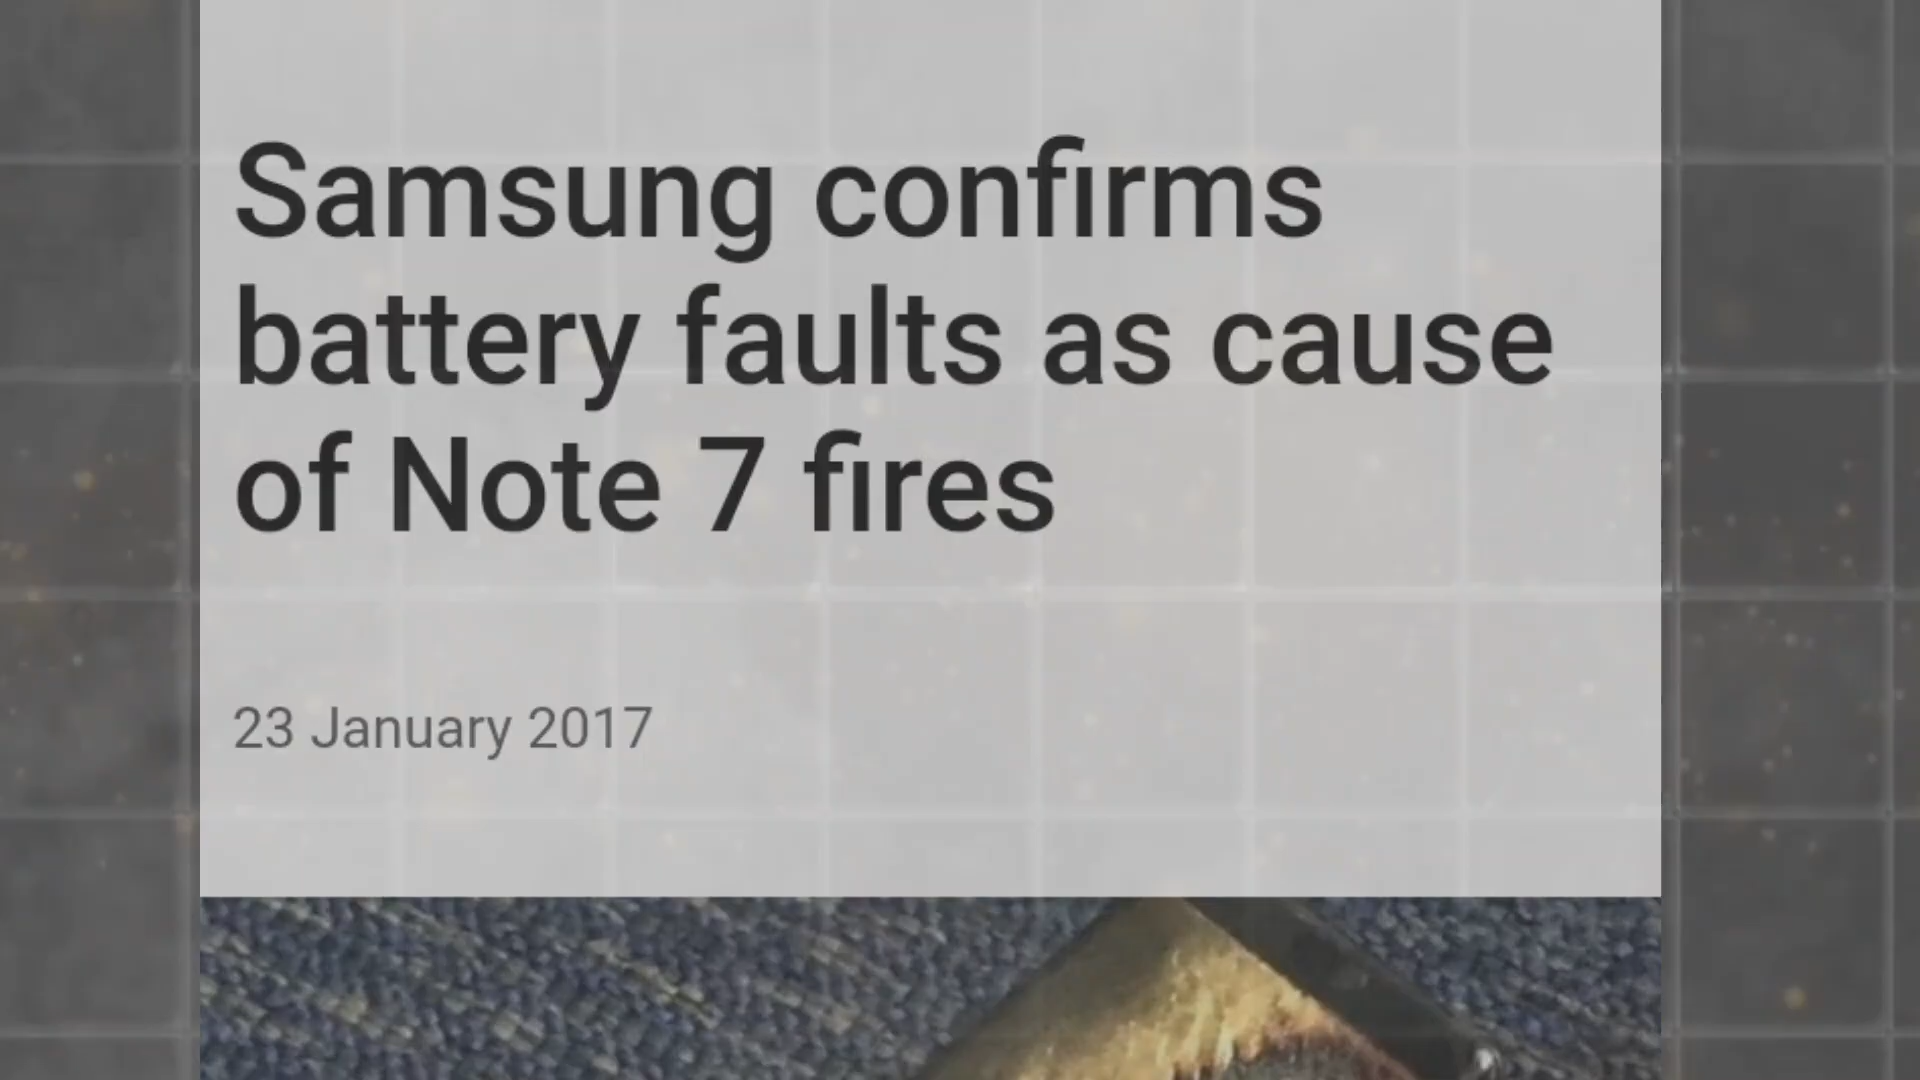 Samsung confirms
battery faults as cause
of Note 7 fires
23 January 2017